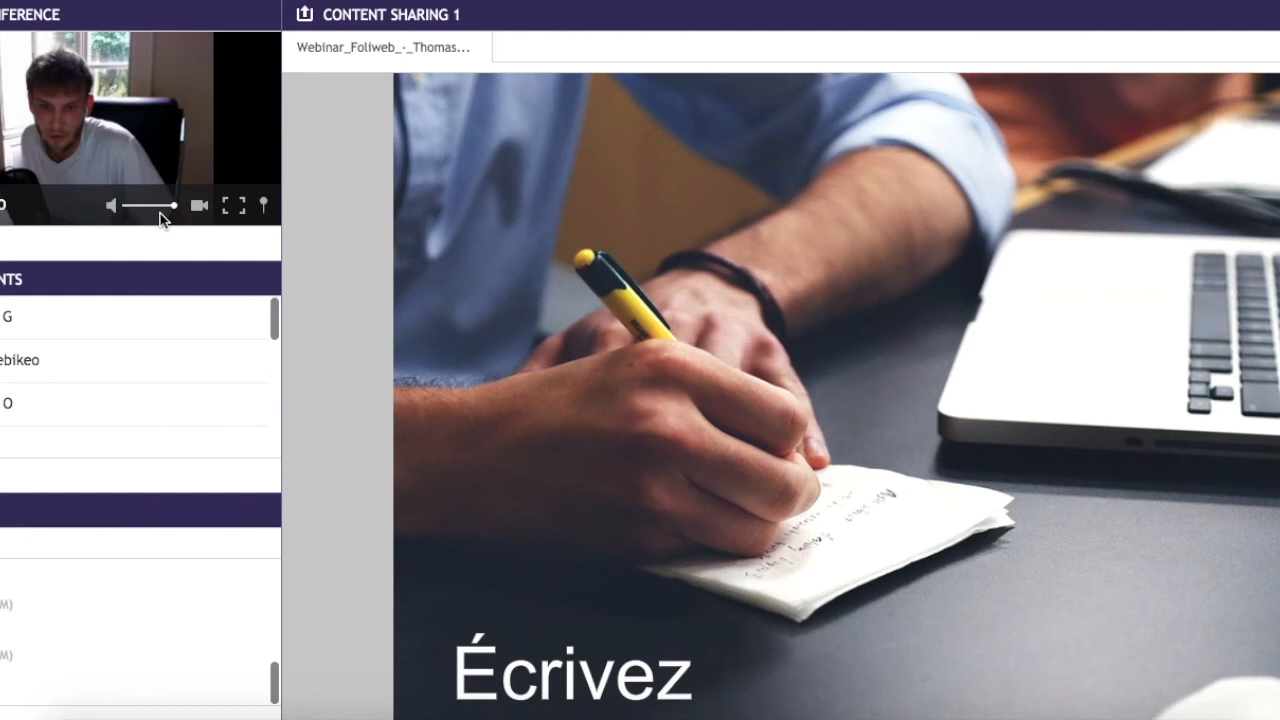 FERENCE
CONTENT SHARING 1
Webinar_Foliweb_-_Thomas...
O
NTS
G
ebikeo
O
M)
M)
Écrivez